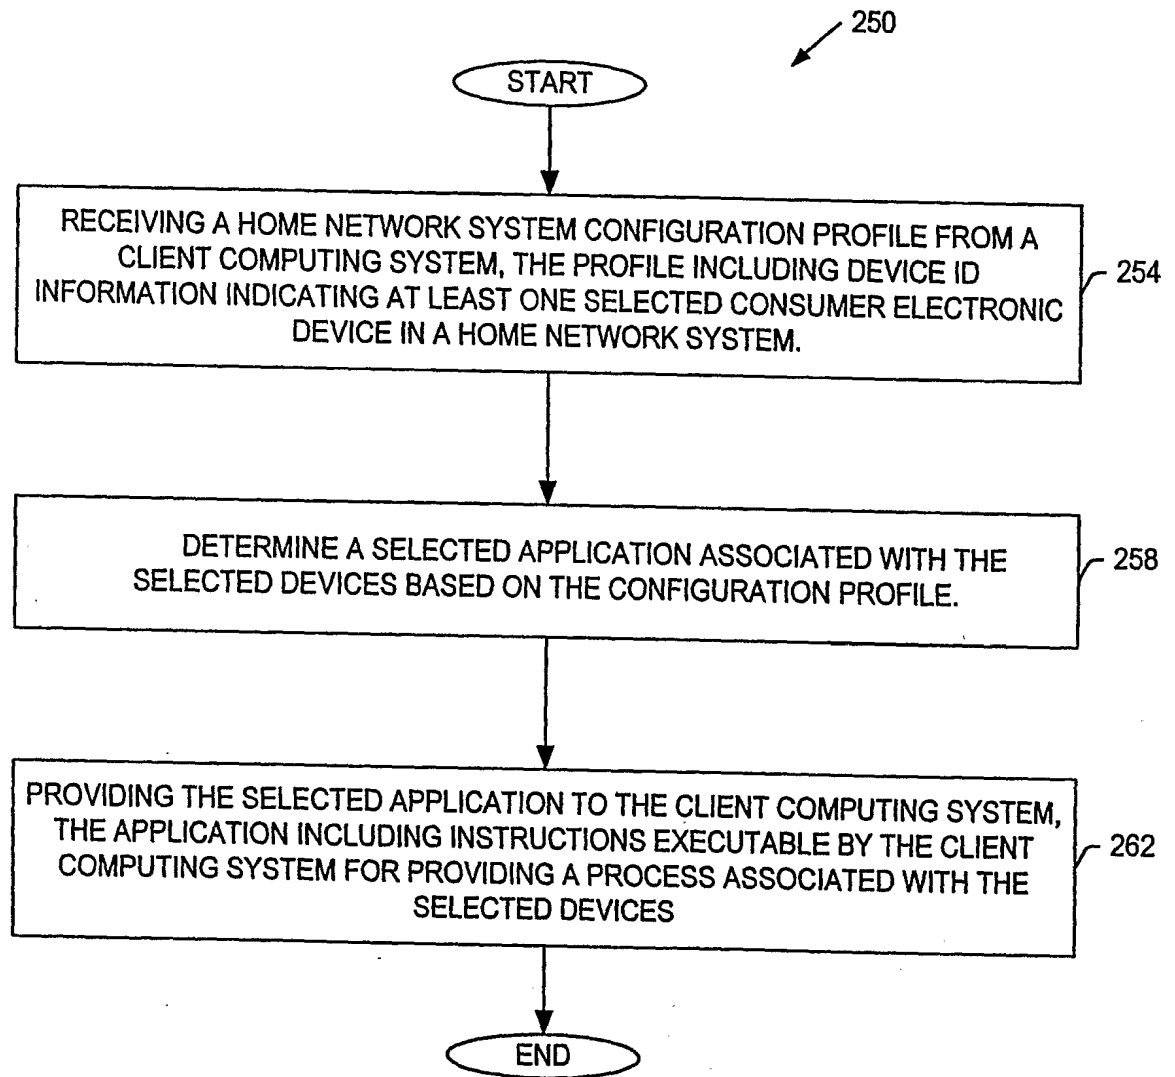 250
START
RECEIVING A HOME NETWORK SYSTEM CONFIGURATION PROFILE FROM A
CLIENT COMPUTING SYSTEM, THE PROFILE INCLUDING DEVICE ID
INFORMATION INDICATING AT LEAST ONE SELECTED CONSUMER ELECTRONIC
DEVICE IN A HOME NETWORK SYSTEM.
254
DETERMINE A SELECTED APPLICATION ASSOCIATED WITH THE
SELECTED DEVICES BASED ON THE CONFIGURATION PROFILE.
258
PROVIDING THE SELECTED APPLICATION TO THE CLIENT COMPUTING SYSTEM,
THE APPLICATION INCLUDING INSTRUCTIONS EXECUTABLE BY THE CLIENT
COMPUTING SYSTEM FOR PROVIDING A PROCESS ASSOCIATED WITH THE
SELECTED DEVICES
262
END